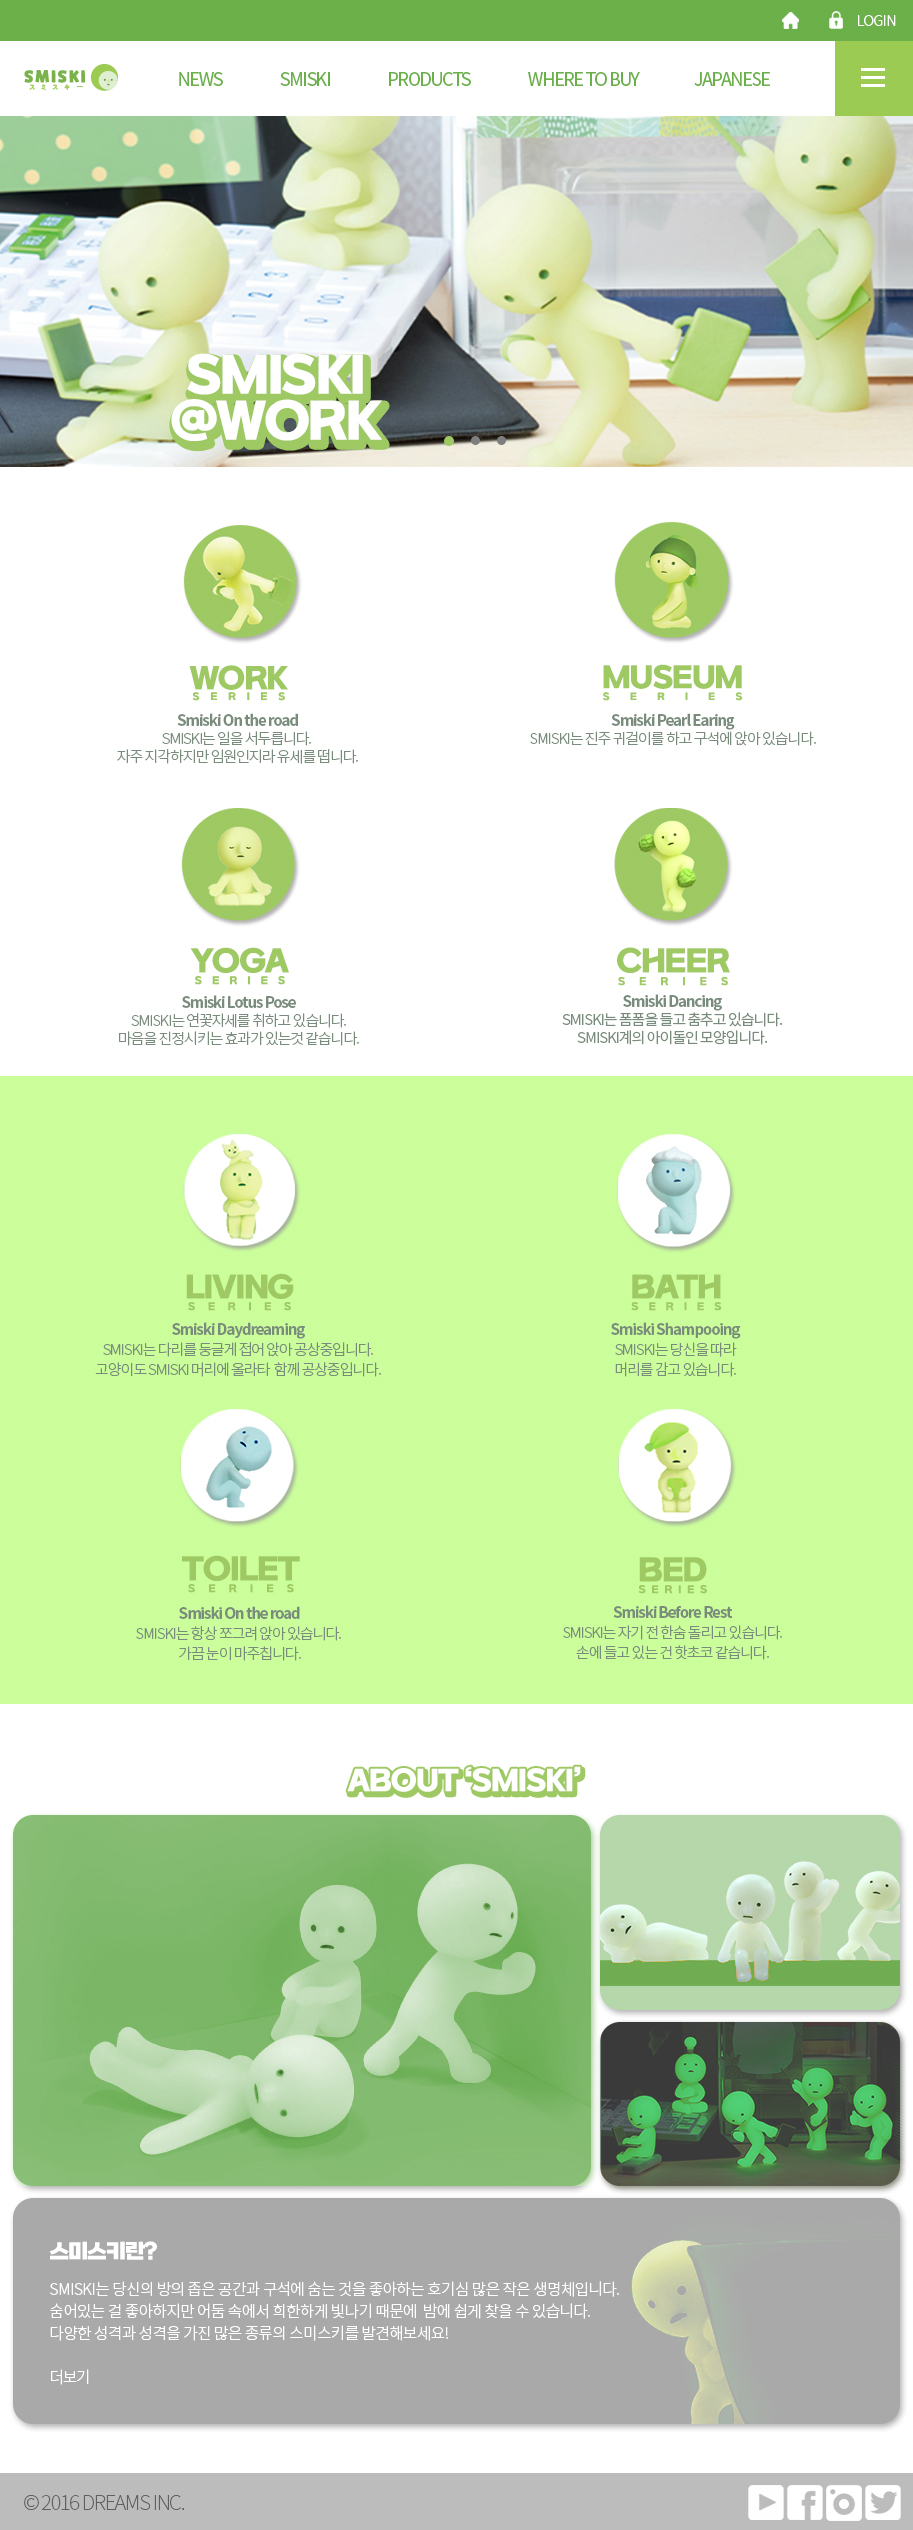 LOGIN
SMISKI
スミスキー
NEWS
SMISKI
PRODUCTS
WHERE TO BUY
JAPANESE
SMISKI
@WORK
WORK
SERIES
Smiski On the road
SMISKI는 일을 서두릅니다.
자주 지각하지만 임원인지라 유세를 떱니다.
MUSEUM
SERIES
Smiski Pearl Earing
SMISKI는 진주 귀걸이를 하고 구석에 앉아 있습니다.
YOGA
SERIES
Smiski Lotus Pose
SMISKI는 연꽃자세를 취하고 있습니다.
마음을 진정시키는 효과가 있는것 같습니다.
CHEER
SERIES
Smiski Dancing
SMISKI는 폼폼을 들고 춤추고 있습니다.
SMISKI계의 아이돌인 모양입니다.
LIVING
SERIES
Smiski Daydreaming
SMISKI는 다리를 둥글게 접어 앉아 공상중입니다.
고양이도 SMISKI 머리에 올라타 함께 공상중입니다.
BATH
SERIES
Smiski Shampooing
SMISKI는 당신을 따라
머리를 감고 있습니다.
TOILET
SERIES
Smiski On the road
SMISKI는 항상 쪼그려 앉아 있습니다.
가끔 눈이 마주칩니다.
BED
SERIES
Smiski Before Rest
SMISKI는 자기 전 한숨 돌리고 있습니다.
손에 들고 있는 건 핫초코 같습니다.
ABOUT ‘SMISKI’
스미스키란?
SMISKI는 당신의 방의 좁은 공간과 구석에 숨는 것을 좋아하는 호기심 많은 작은 생명체입니다.
숨어있는 걸 좋아하지만 어둠 속에서 희한하게 빛나기 때문에 밤에 쉽게 찾을 수 있습니다.
다양한 성격과 성격을 가진 많은 종류의 스미스키를 발견해보세요!
더보기
© 2016 DREAMS INC.